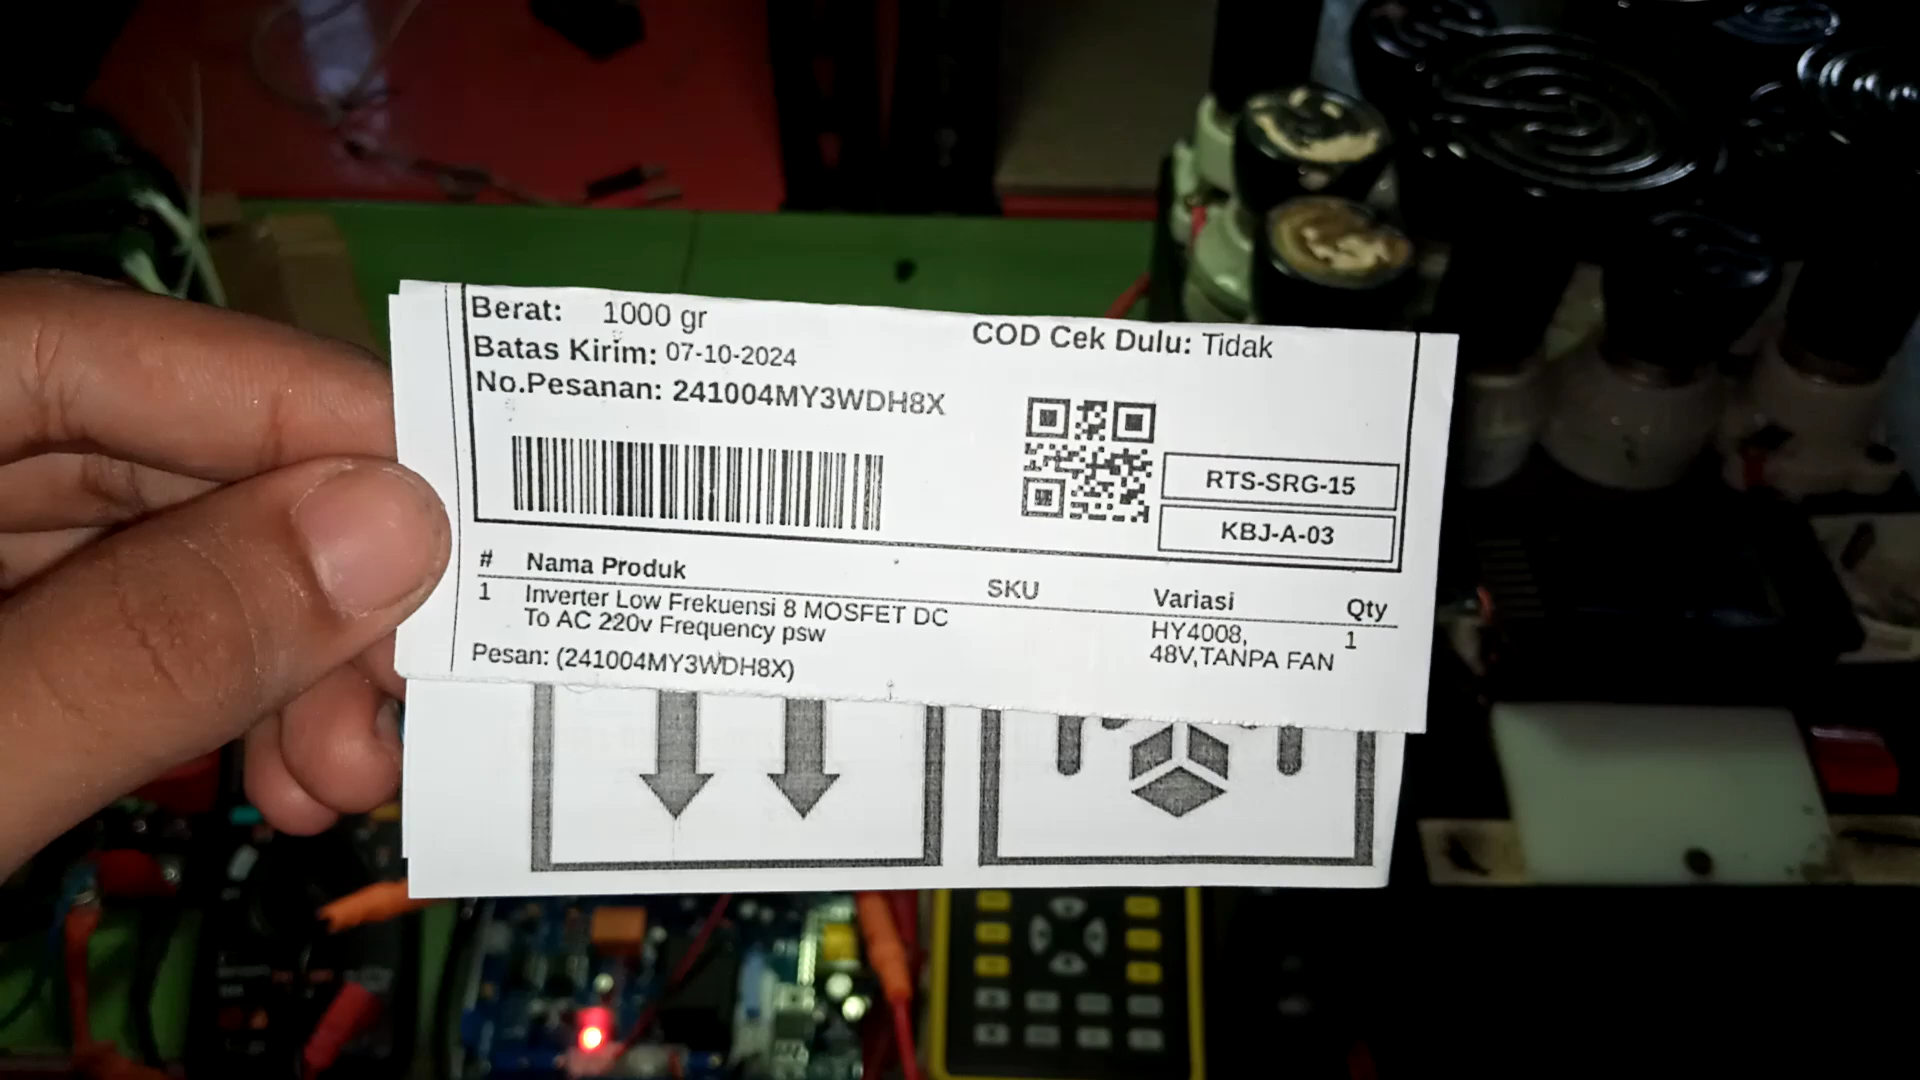 Berat: 1000 gr
COD Cek Dulu: Tidak
Batas Kirim: 07-10-2024
No.Pesanan: 241004MY3WDH8X
RTS-SRG-15
KBJ-A-03
# Nama Produk SKU Variasi Qty
1 Inverter Low Frekuensi 8 MOSFET DC HY4008, 1
To AC 220v Frequency psw 48V,TANPA FAN
Pesan: (241004MY3WDH8X)